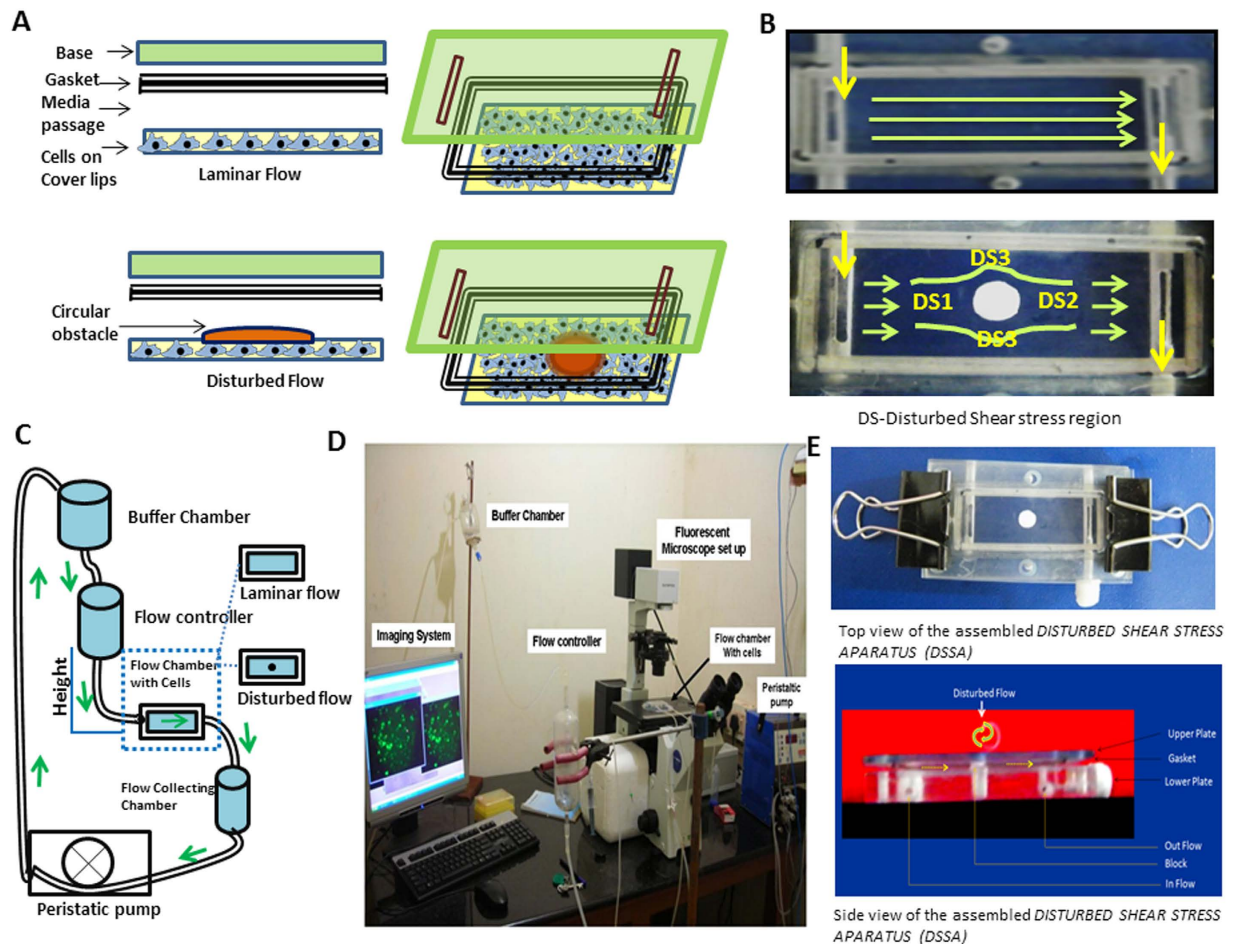 A
Base
Gasket
Media
passage
Cells on
Cover lips
Laminar Flow
Circular
obstacle
Disturbed Flow
B
DS3
DS1
DS2
DS3
DS-Disturbed Shear stress region
C
Buffer Chamber
Flow controller
Height
Flow Chamber
with Cells
Laminar flow
Disturbed flow
Flow Collecting
Chamber
Peristatic pump
D
Buffer Chamber
Fluorescent
Microscope set up
Imaging System
Flow controller
Flow chamber
With cells
Peristaltic
pump
E
Top view of the assembled DISTURBED SHEAR STRESS
APARATUS (DSSA)
Disturbed Flow
Upper Plate
Gasket
Lower Plate
Out Flow
Block
In Flow
Side view of the assembled DISTURBED SHEAR STRESS
APARATUS (DSSA)